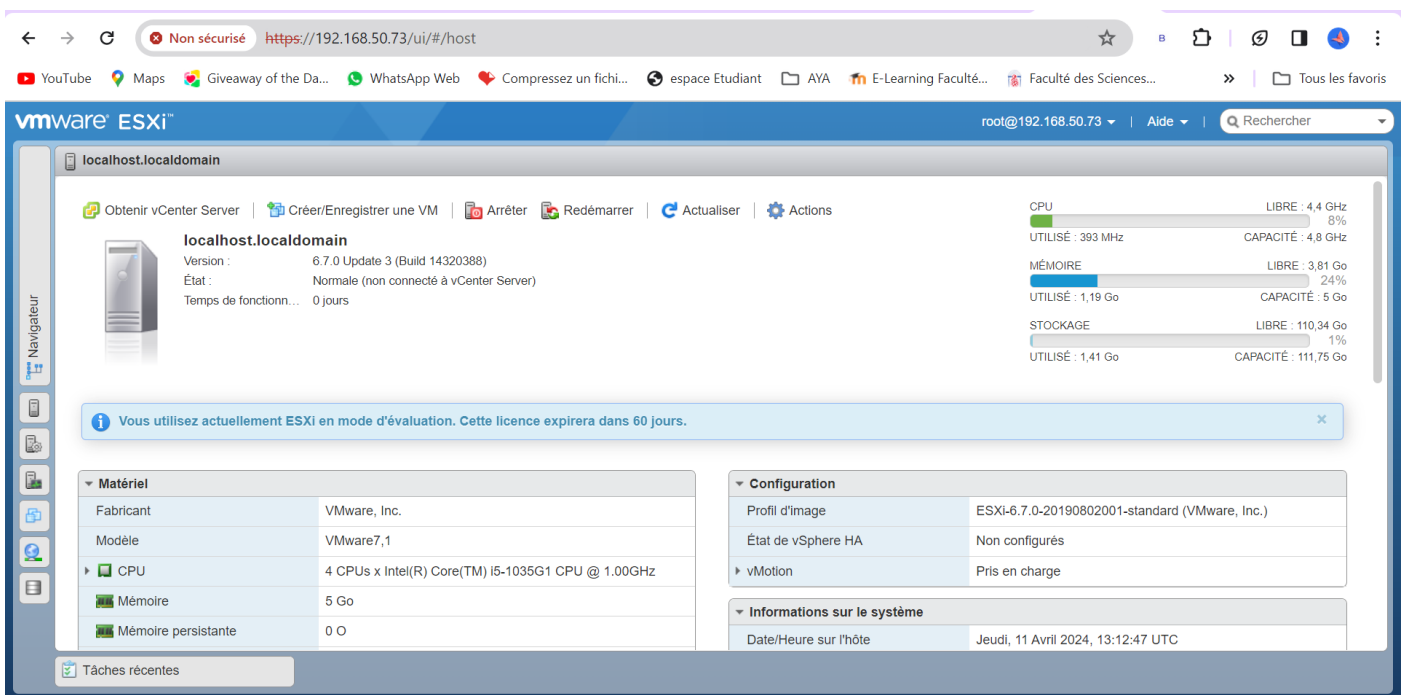 Non sécurisé https://192.168.50.73/ui/#/host B
YouTube Maps Giveaway of the Da... WhatsApp Web Compressez un fichi... espace Etudiant AYA E-Learning Faculté... Faculté des Sciences... » Tous les favoris
vmware® ESXi™ root@192.168.50.73 | Aide | Rechercher
localhost.localdomain
Navigateur
Obtenir vCenter Server | Créer/Enregistrer une VM | Arrêter Redémarrer | Actualiser | Actions
localhost.localdomain
Version : 6.7.0 Update 3 (Build 14320388)
État : Normale (non connecté à vCenter Server)
Temps de fonctionn... 0 jours
CPU LIBRE : 4,4 GHz
8%
UTILISÉ : 393 MHz CAPACITÉ : 4,8 GHz
MÉMOIRE LIBRE : 3,81 Go
24%
UTILISÉ : 1,19 Go CAPACITÉ : 5 Go
STOCKAGE LIBRE : 110,34 Go
1%
UTILISÉ : 1,41 Go CAPACITÉ : 111,75 Go
Vous utilisez actuellement ESXi en mode d'évaluation. Cette licence expirera dans 60 jours.
Matériel
Fabricant VMware, Inc.
Modèle VMware7,1
CPU 4 CPUs x Intel(R) Core(TM) i5-1035G1 CPU @ 1.00GHz
Mémoire 5 Go
Mémoire persistante 0 O
Configuration
Profil d'image ESXi-6.7.0-20190802001-standard (VMware, Inc.)
État de vSphere HA Non configurés
vMotion Pris en charge
Informations sur le système
Date/Heure sur l'hôte Jeudi, 11 Avril 2024, 13:12:47 UTC
Tâches récentes